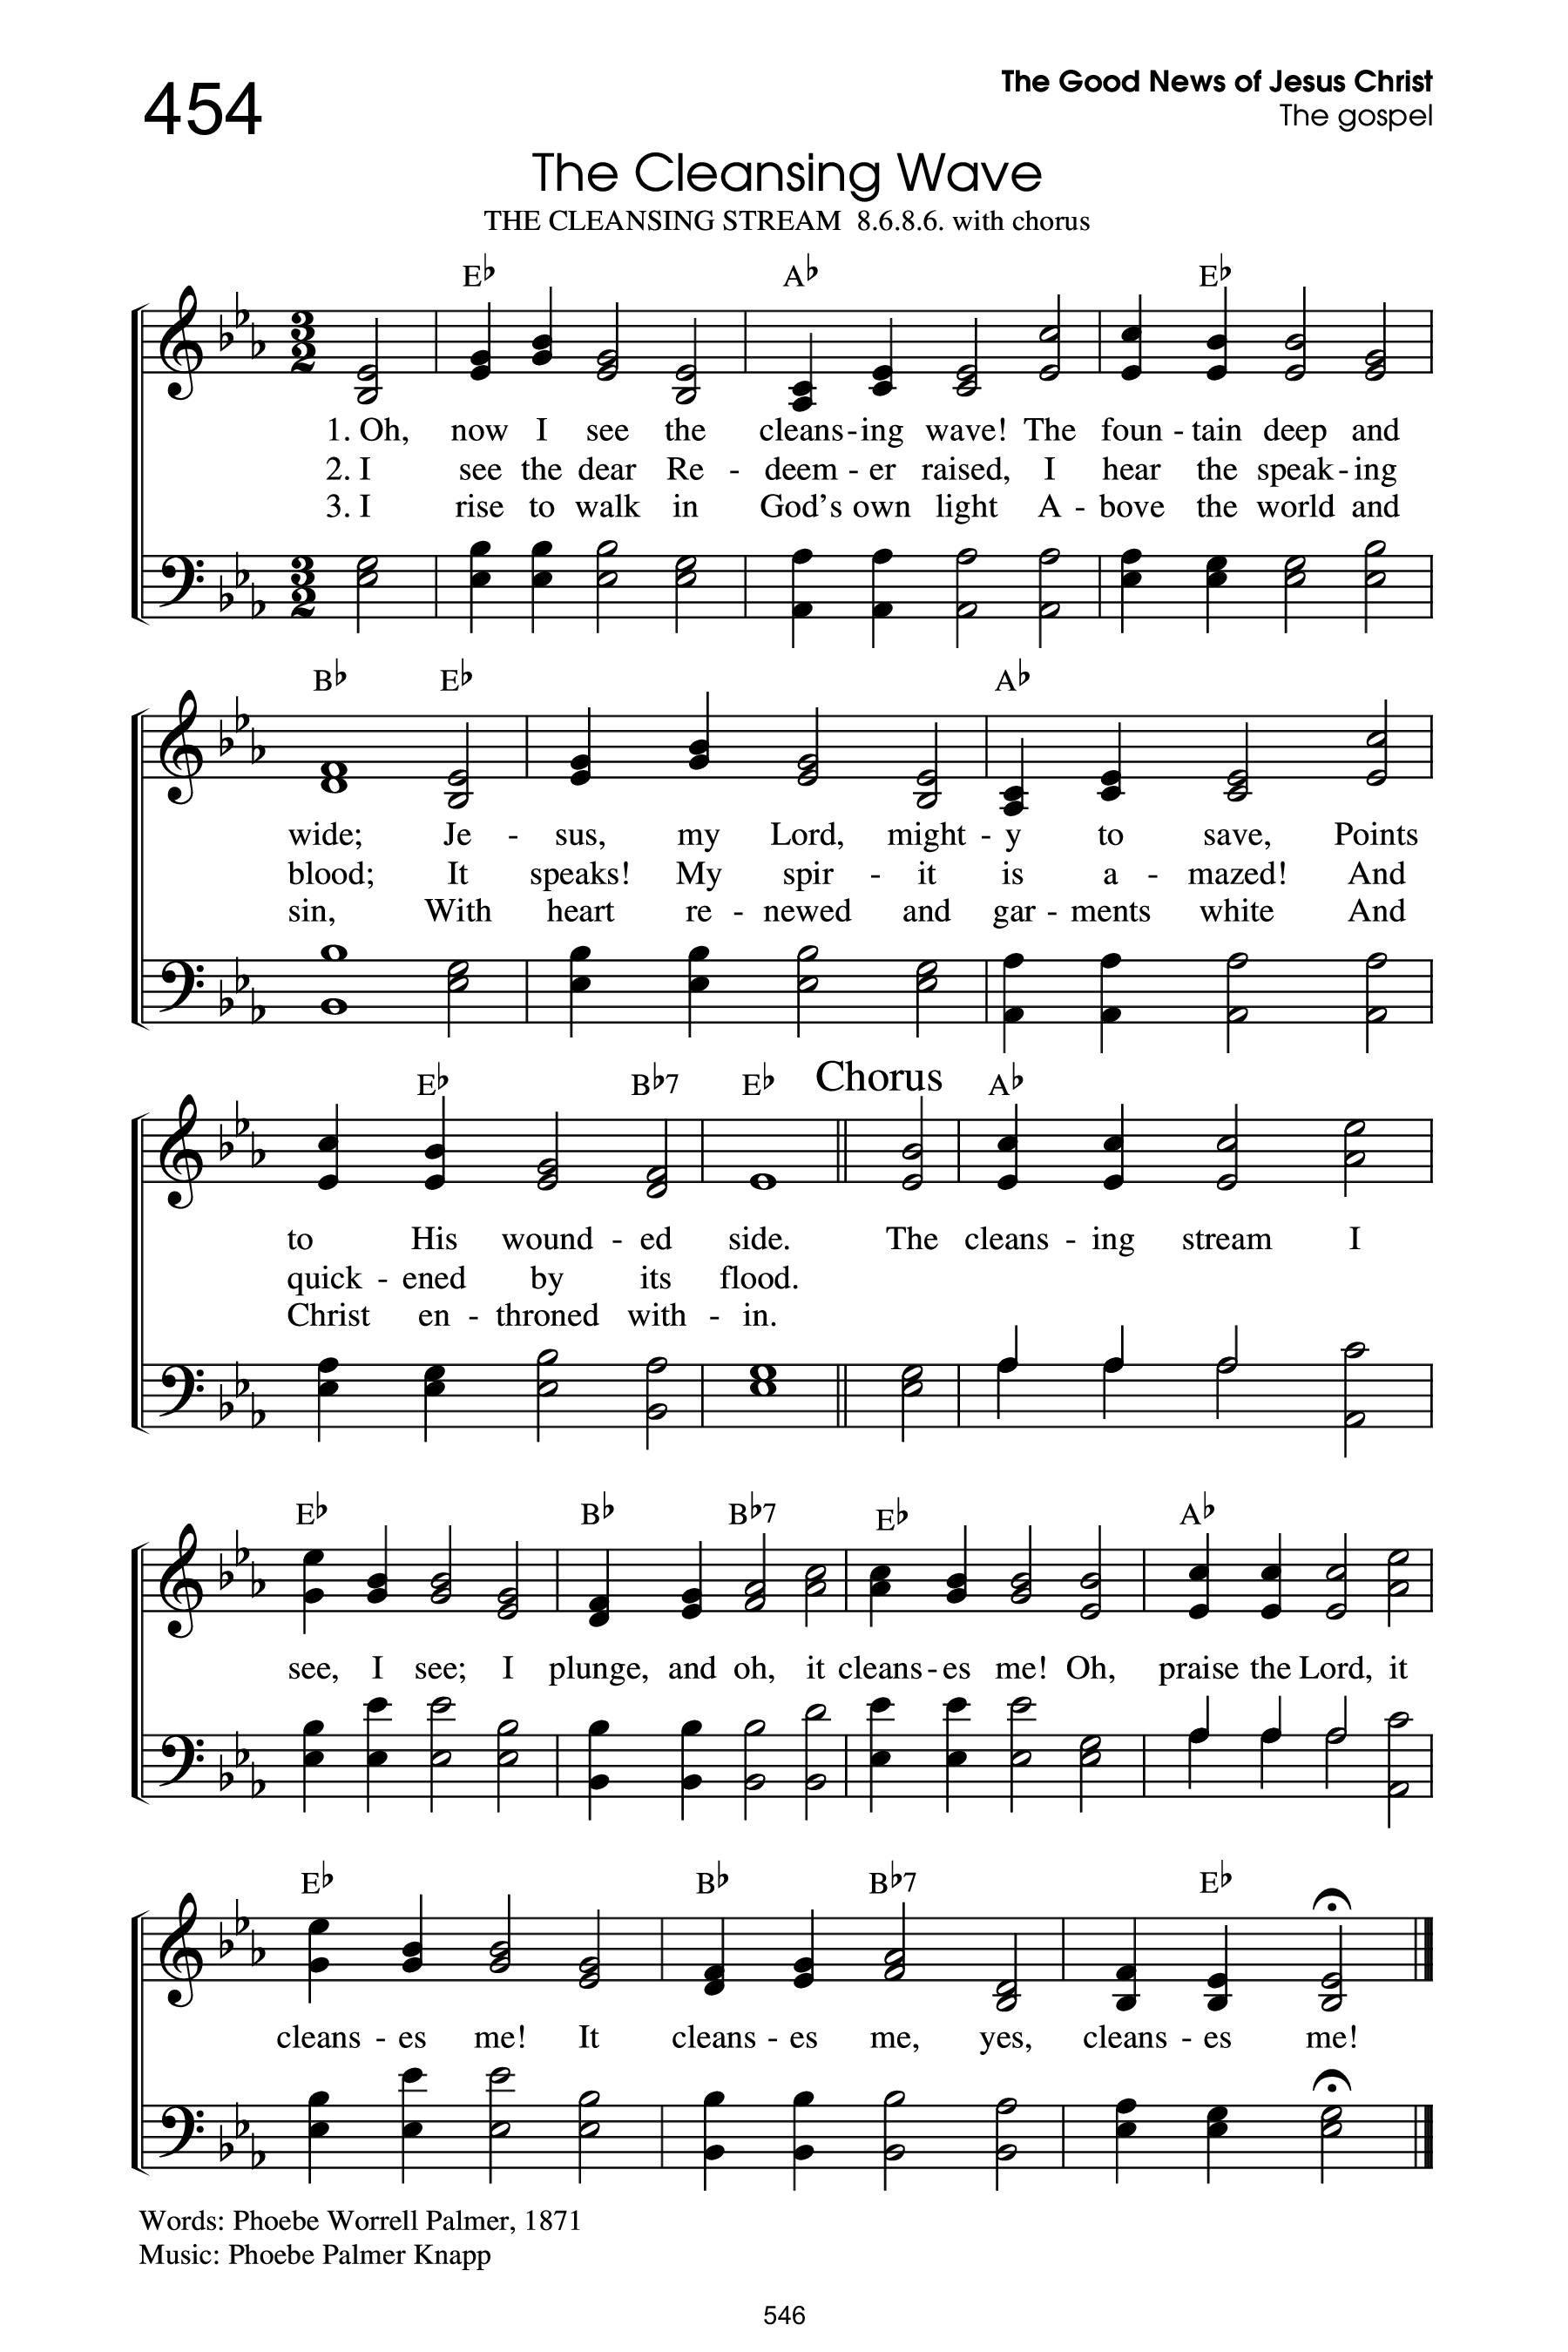 454
The Good News of Jesus Christ
The gospel
The Cleansing Wave
THE CLEANSING STREAM 8.6.8.6. with chorus
E♭ A♭ E♭
1. Oh, now I see the cleans - ing wave! The foun - tain deep and
2. I see the dear Re - deem - er raised, I hear the speak - ing
3. I rise to walk in God's own light A - bove the world and
B♭ E♭ A♭
wide; Je - sus, my Lord, might - y to save, Points
blood; It speaks! My spir - it is a - mazed! And
sin, With heart re - newed and gar - ments white And
E♭ B♭7 E♭ Chorus A♭
to His wound - ed side. The cleans - ing stream I
quick - ened by its flood.
Christ en - throned with - in.
E♭ B♭ B♭7 E♭ A♭
see, I see; I plunge, and oh, it cleans - es me! Oh, praise the Lord, it
E♭ B♭ B♭7 E♭
cleans - es me! It cleans - es me, yes, cleans - es me!
Words: Phoebe Worrell Palmer, 1871
Music: Phoebe Palmer Knapp
546